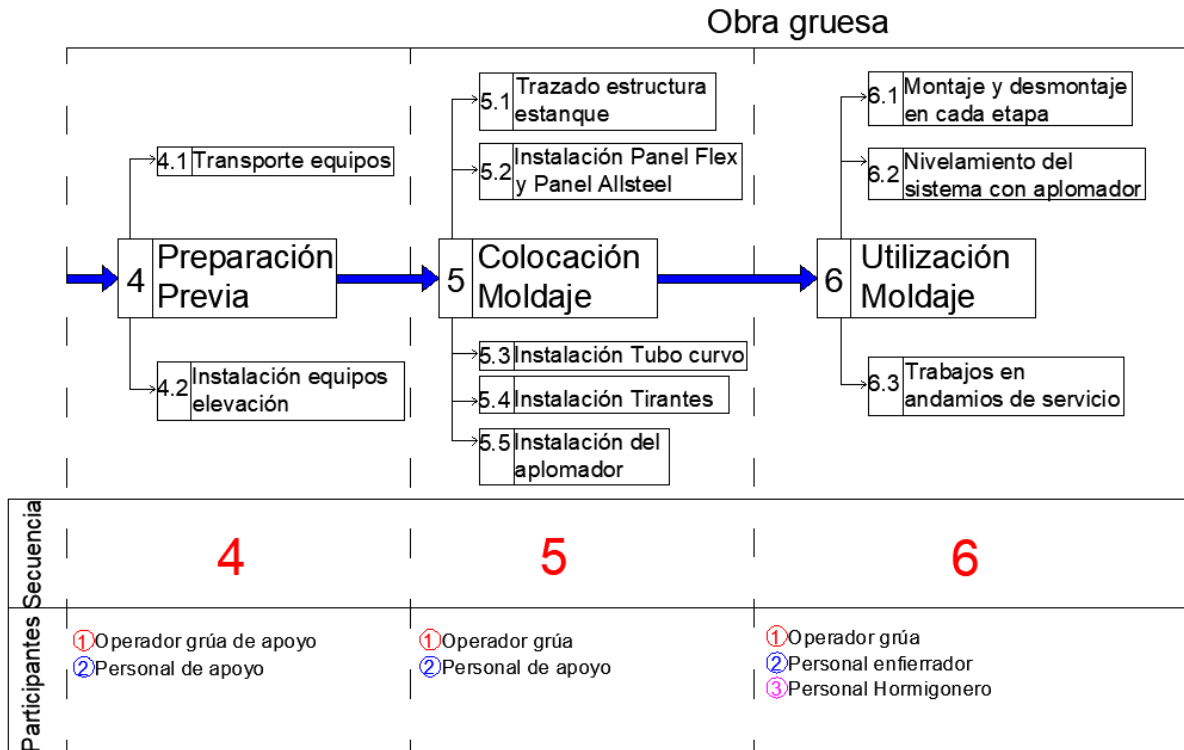 Obra gruesa
4.1 Transporte equipos
4 Preparación
Previa
4.2 Instalación equipos
elevación
5.1 Trazado estructura
estanque
5.2 Instalación Panel Flex
y Panel Allsteel
5 Colocación
Moldaje
5.3 Instalación Tubo curvo
5.4 Instalación Tirantes
5.5 Instalación del
aplomador
6.1 Montaje y desmontaje
en cada etapa
6.2 Nivelamiento del
sistema con aplomador
6 Utilización
Moldaje
6.3 Trabajos en
andamios de servicio
Secuencia
4
5
6
Participantes
1 Operador grúa de apoyo
2 Personal de apoyo
1 Operador grúa
2 Personal de apoyo
1 Operador grúa
2 Personal enfierrador
3 Personal Hormigonero